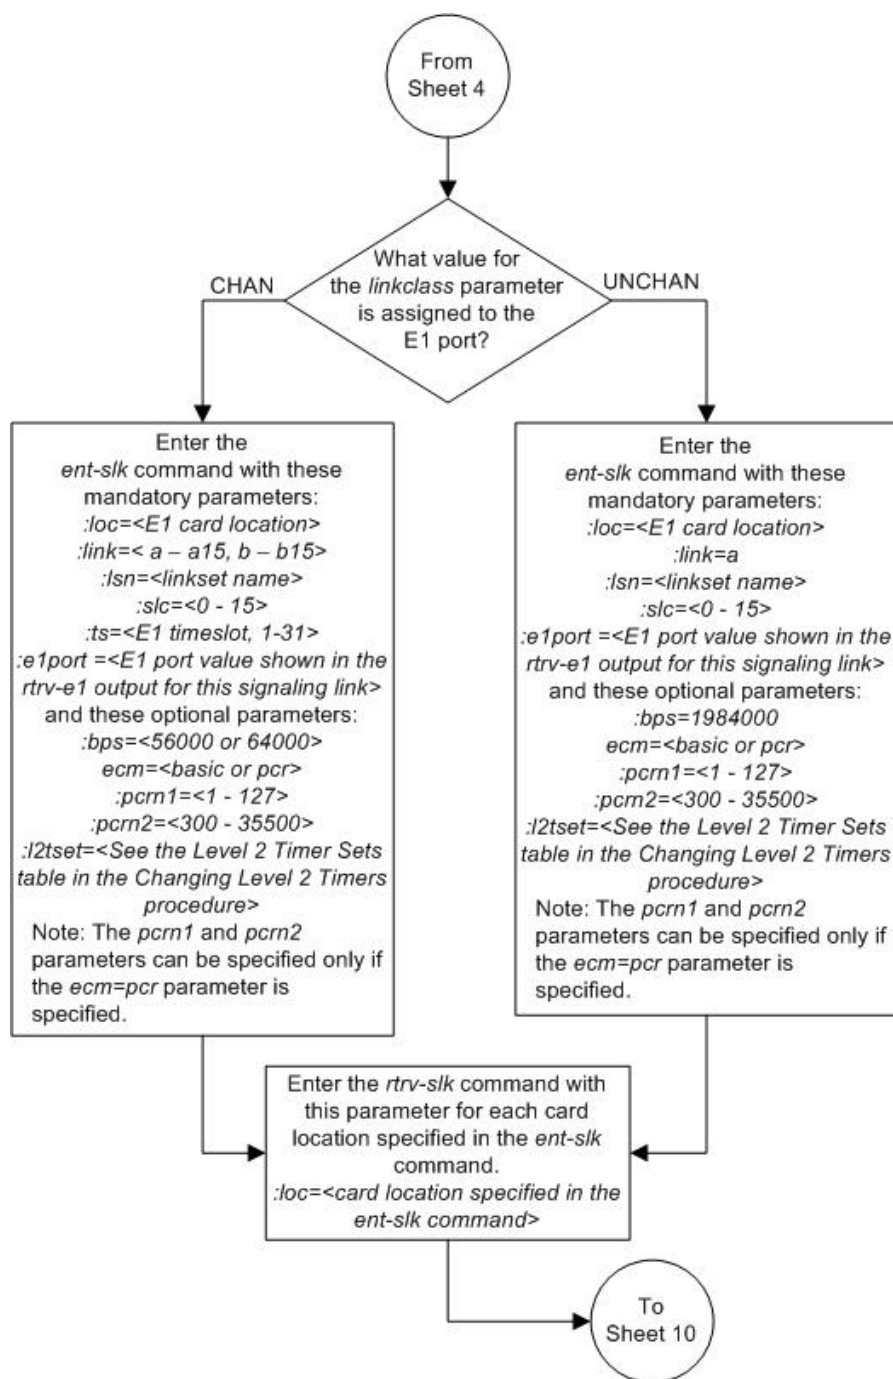 From
Sheet 4
What value for
the linkclass parameter
is assigned to the
E1 port?
CHAN
UNCHAN
Enter the
ent-slk command with these
mandatory parameters:
:loc=<E1 card location>
:link=< a – a15, b – b15>
:lsn=<linkset name>
:slc=<0 - 15>
:ts=<E1 timeslot, 1-31>
:e1port =<E1 port value shown in the
rtrv-e1 output for this signaling link>
and these optional parameters:
:bps=<56000 or 64000>
ecm=<basic or pcr>
:pcrn1=<1 - 127>
:pcrn2=<300 - 35500>
:l2tset=<See the Level 2 Timer Sets
table in the Changing Level 2 Timers
procedure>
Note: The pcrn1 and pcrn2
parameters can be specified only if
the ecm=pcr parameter is
specified.
Enter the
ent-slk command with these
mandatory parameters:
:loc=<E1 card location>
:link=a
:lsn=<linkset name>
:slc=<0 - 15>
:e1port =<E1 port value shown in the
rtrv-e1 output for this signaling link>
and these optional parameters:
:bps=1984000
ecm=<basic or pcr>
:pcrn1=<1 - 127>
:pcrn2=<300 - 35500>
:l2tset=<See the Level 2 Timer Sets
table in the Changing Level 2 Timers
procedure>
Note: The pcrn1 and pcrn2
parameters can be specified only if
the ecm=pcr parameter is
specified.
Enter the rtrv-slk command with
this parameter for each card
location specified in the ent-slk
command.
:loc=<card location specified in the
ent-slk command>
To
Sheet 10